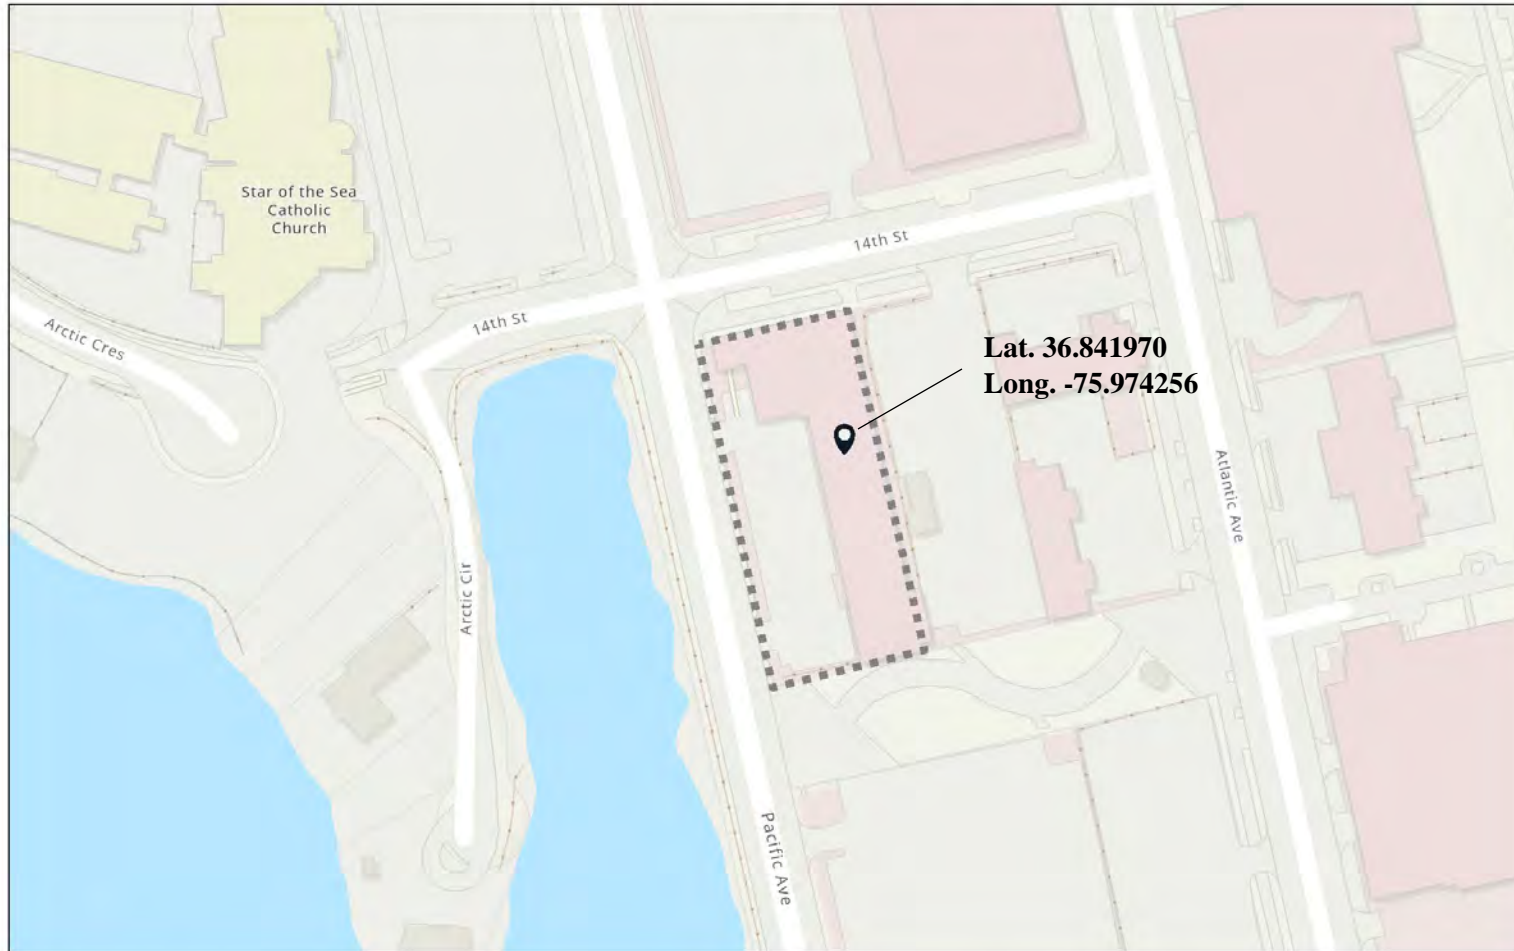 Star of the Sea
Catholic
Church
14th St
14th St
Arctic Cres
Lat. 36.841970
Long. -75.974256
Atlantic Ave
Arctic Cir
Pacific Ave